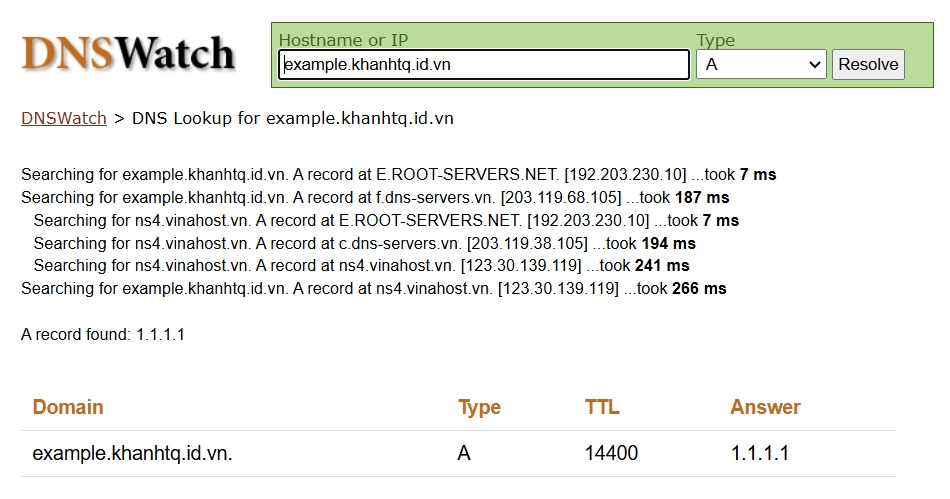 DNSWatch
Hostname or IP
Type
example.khanhtq.id.vn
A
Resolve
DNSWatch > DNS Lookup for example.khanhtq.id.vn
Searching for example.khanhtq.id.vn. A record at E.ROOT-SERVERS.NET. [192.203.230.10] ...took 7 ms
Searching for example.khanhtq.id.vn. A record at f.dns-servers.vn. [203.119.68.105] ...took 187 ms
Searching for ns4.vinahost.vn. A record at E.ROOT-SERVERS.NET. [192.203.230.10] ...took 7 ms
Searching for ns4.vinahost.vn. A record at c.dns-servers.vn. [203.119.38.105] ...took 194 ms
Searching for ns4.vinahost.vn. A record at ns4.vinahost.vn. [123.30.139.119] ...took 241 ms
Searching for example.khanhtq.id.vn. A record at ns4.vinahost.vn. [123.30.139.119] ...took 266 ms
A record found: 1.1.1.1
Domain Type TTL Answer
example.khanhtq.id.vn. A 14400 1.1.1.1